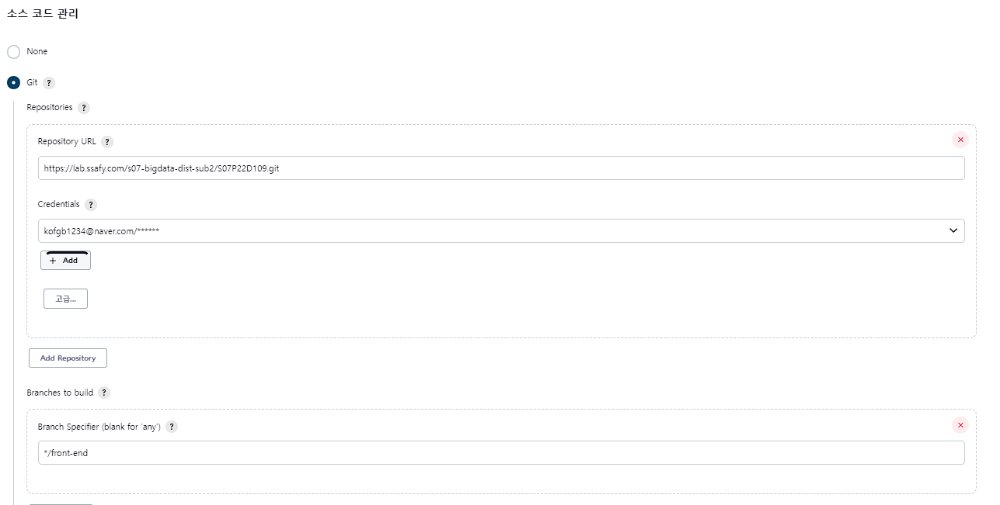 소스 코드 관리
None
Git ?
Repositories ?
Repository URL ?
https://lab.ssafy.com/s07-bigdata-dist-sub2/S07P22D109.git
Credentials ?
kofgb1234@naver.com/******
+ Add
고급...
Add Repository
Branches to build ?
Branch Specifier (blank for 'any') ?
*/front-end